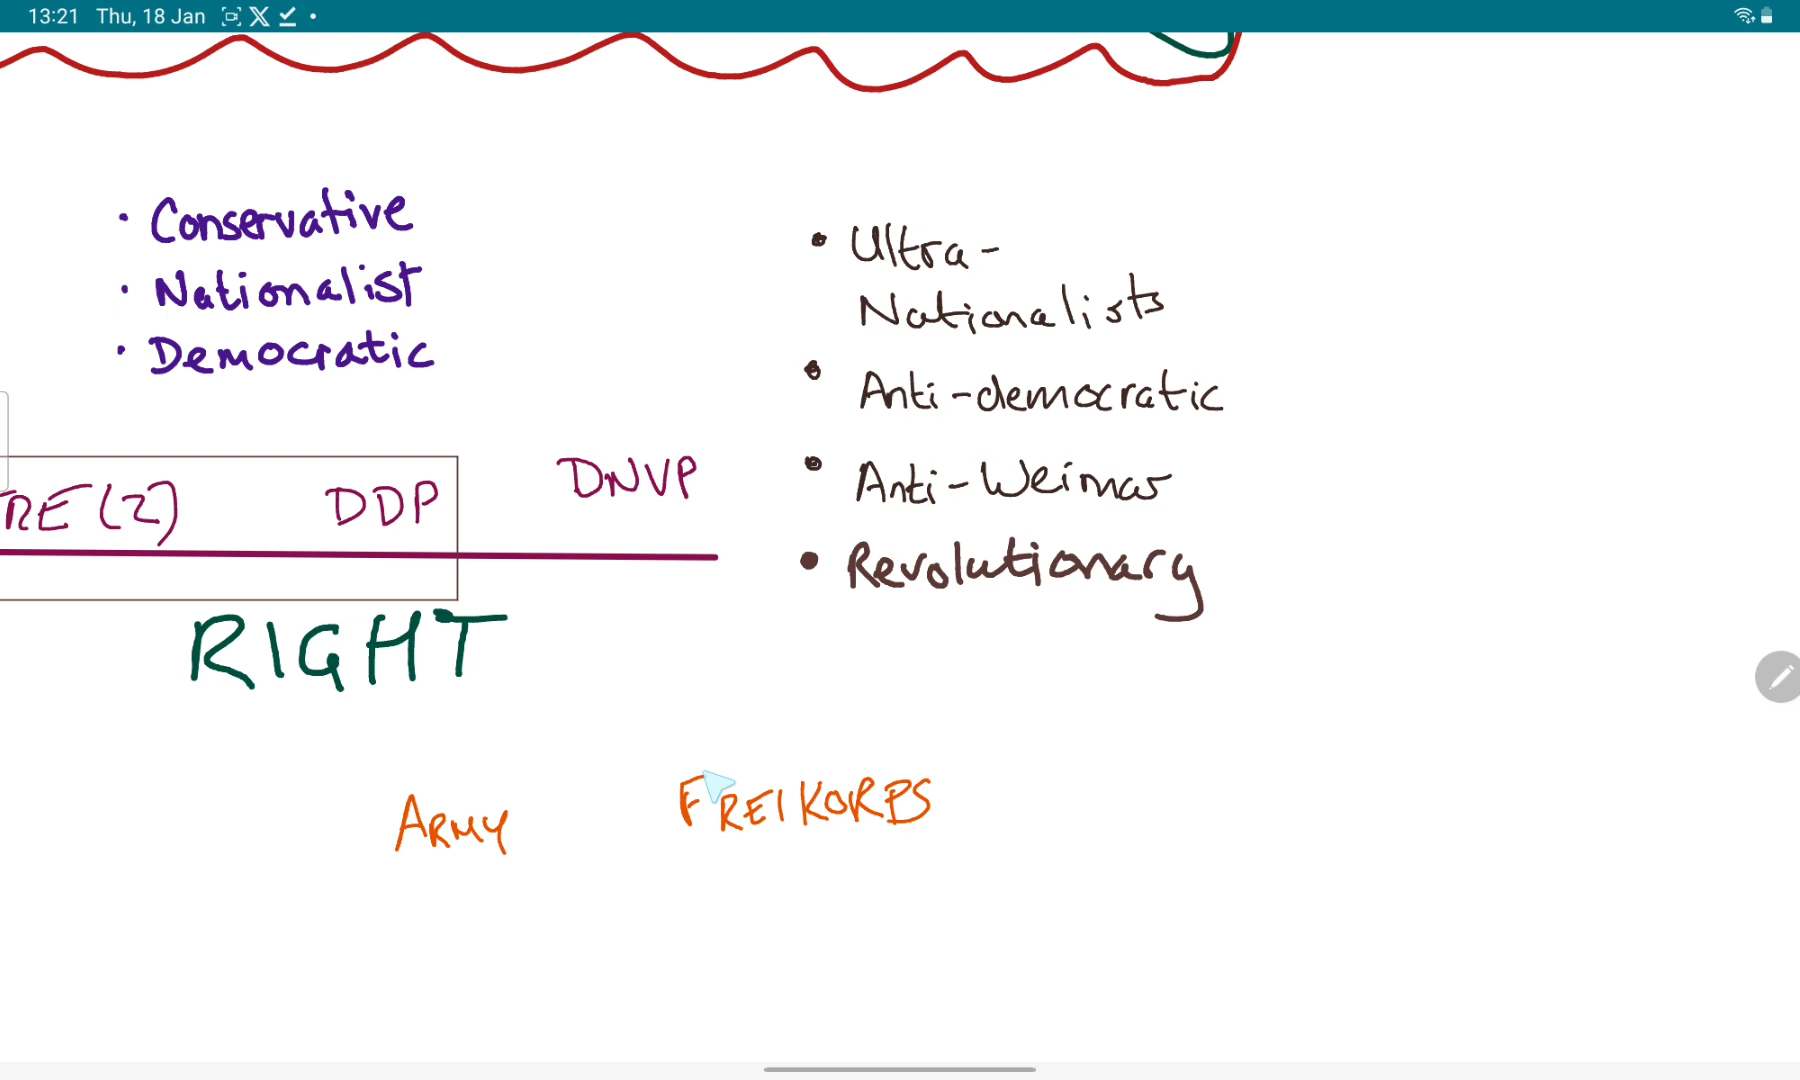 13:21 Thu, 18 Jan
• Conservative
• Nationalist
• Democratic
• Ultra-
Nationalists
• Anti-democratic
• Anti-Weimar
• Revolutionary
RE(Z) DDP DNVP
RIGHT
ARMY FREIKORPS